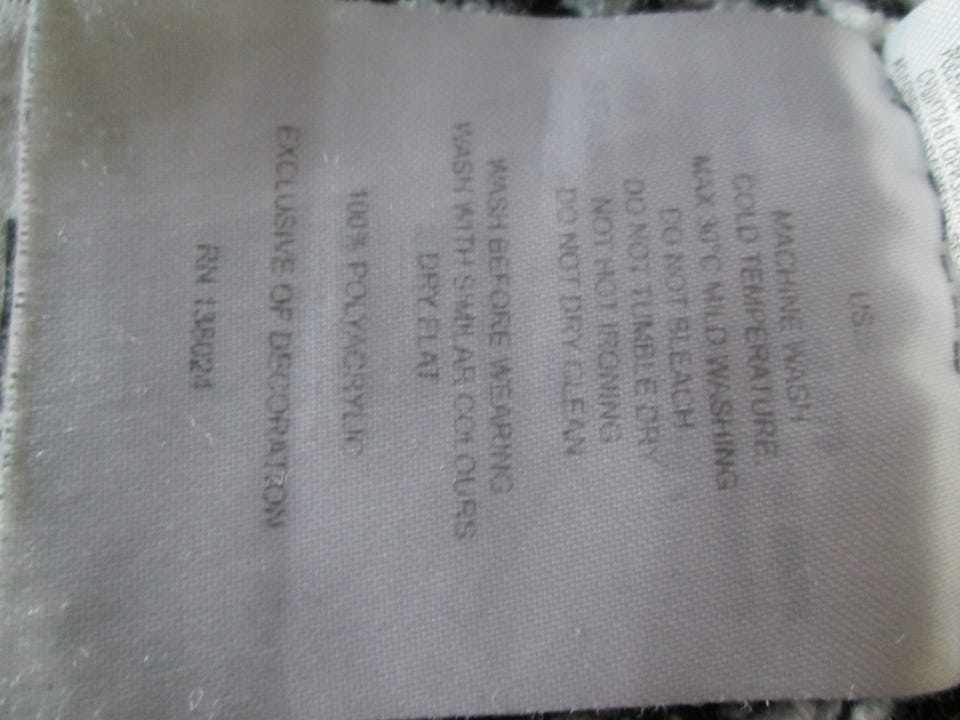 US
MACHINE WASH
COLD TEMPERATURE.
MAX 30°C MILD WASHING
DO NOT BLEACH
DO NOT TUMBLE DRY
NOT HOT IRONING
DO NOT DRY CLEAN
WASH BEFORE WEARING
WASH WITH SIMILAR COLOURS
DRY FLAT
100% POLYACRYLIC
EXCLUSIVE OF DECORATION
RN 138024